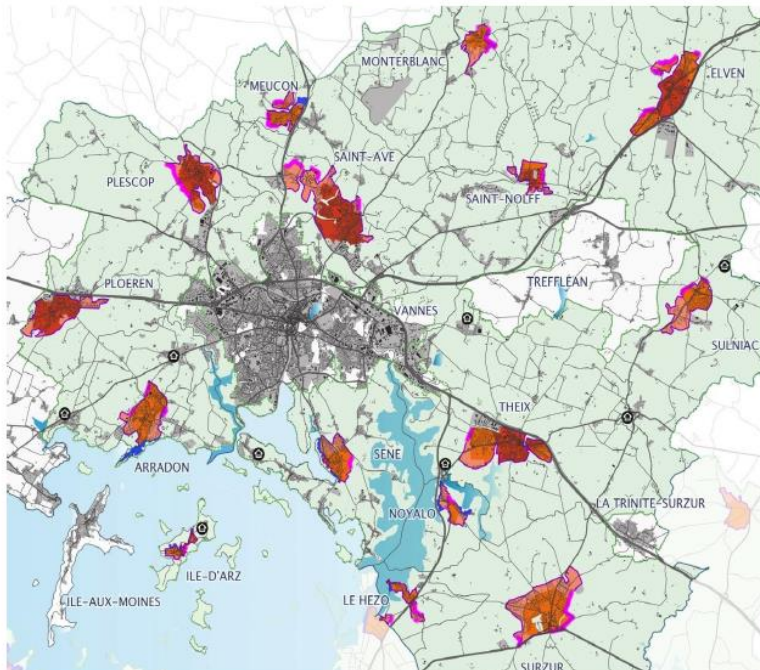 MONTERBLANC
ELVEN
MEUCON
SAINT-AVE
PLESCOP
SAINT-NOLFF
PLOEREN
TREFFLEAN
VANNES
SULNIAC
THEIX
SENE
ARRADON
LA TRINITE-SURZUR
NOYALO
ILE-D'ARZ
ILE-AUX-MOINES
LE HEZO
SURZUR